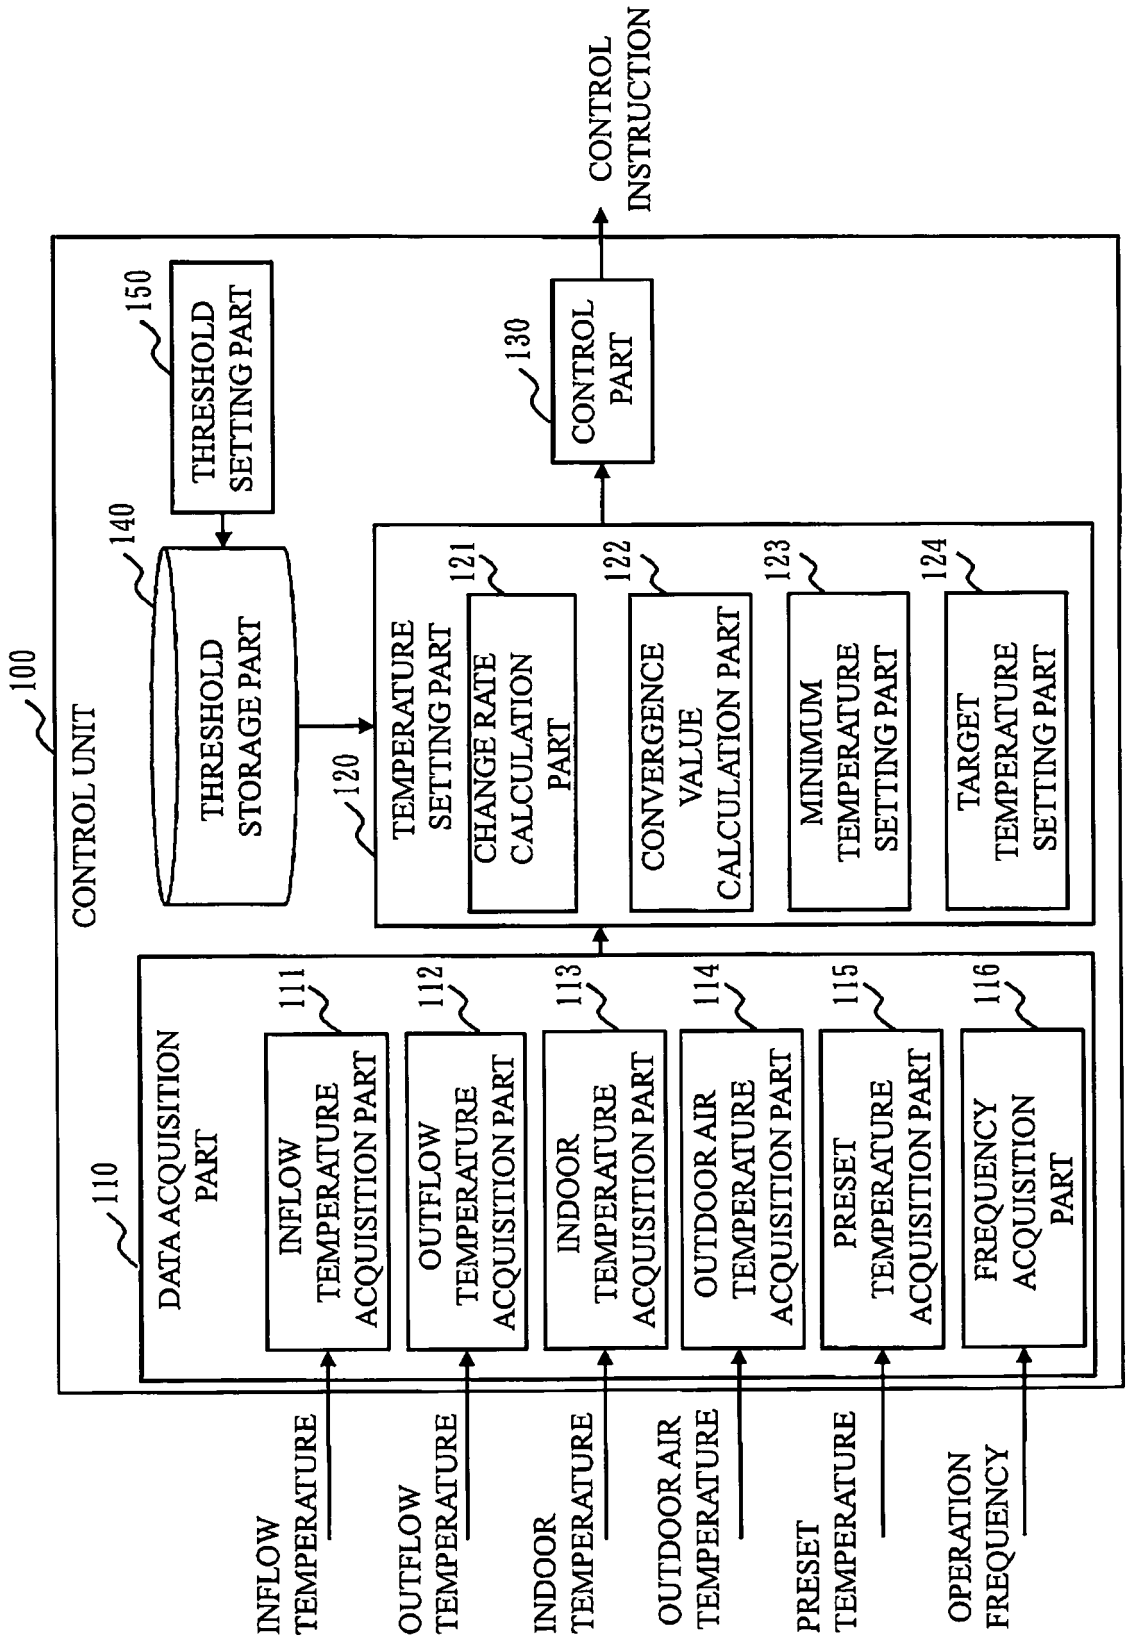 100
CONTROL UNIT
110
DATA ACQUISITION
PART
INFLOW
TEMPERATURE
111
INFLOW
TEMPERATURE
ACQUISITION PART
OUTFLOW
TEMPERATURE
112
OUTFLOW
TEMPERATURE
ACQUISITION PART
INDOOR
TEMPERATURE
113
INDOOR
TEMPERATURE
ACQUISITION PART
OUTDOOR AIR
TEMPERATURE
114
OUTDOOR AIR
TEMPERATURE
ACQUISITION PART
PRESET
TEMPERATURE
115
PRESET
TEMPERATURE
ACQUISITION PART
OPERATION
FREQUENCY
116
FREQUENCY
ACQUISITION
PART
140
THRESHOLD
STORAGE PART
150
THRESHOLD
SETTING PART
120
TEMPERATURE
SETTING PART
121
CHANGE RATE
CALCULATION
PART
122
CONVERGENCE
VALUE
CALCULATION PART
123
MINIMUM
TEMPERATURE
SETTING PART
124
TARGET
TEMPERATURE
SETTING PART
130
CONTROL
PART
CONTROL
INSTRUCTION